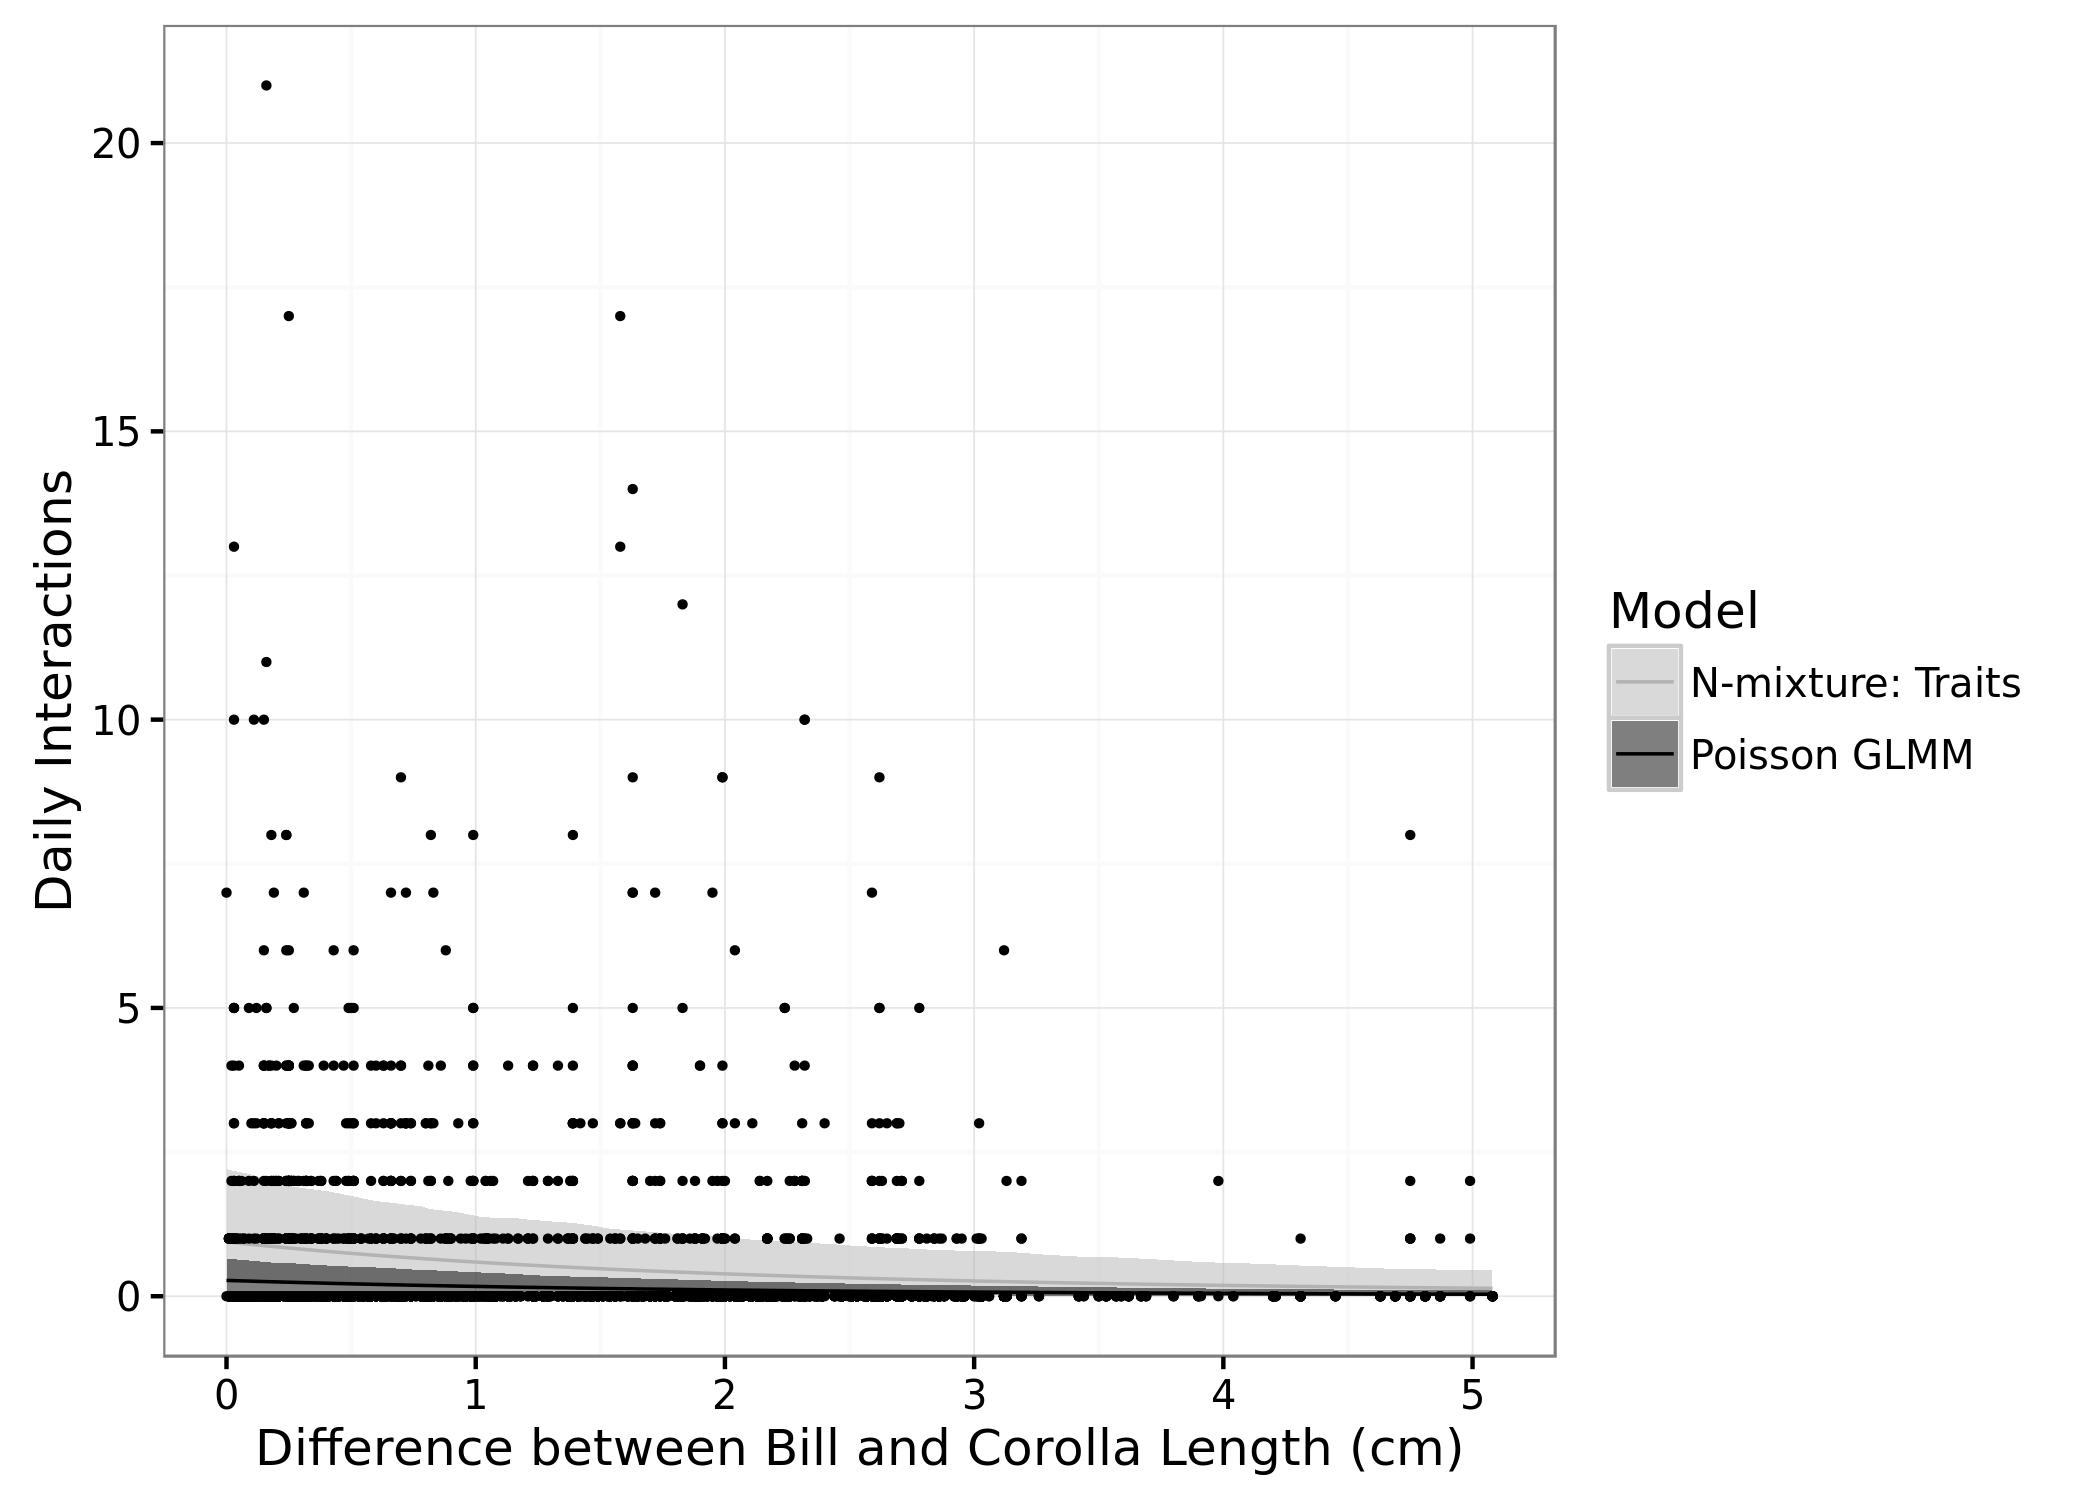 20
15
10
5
0
Daily Interactions
0 1 2 3 4 5
Difference between Bill and Corolla Length (cm)
Model
N-mixture: Traits
Poisson GLMM